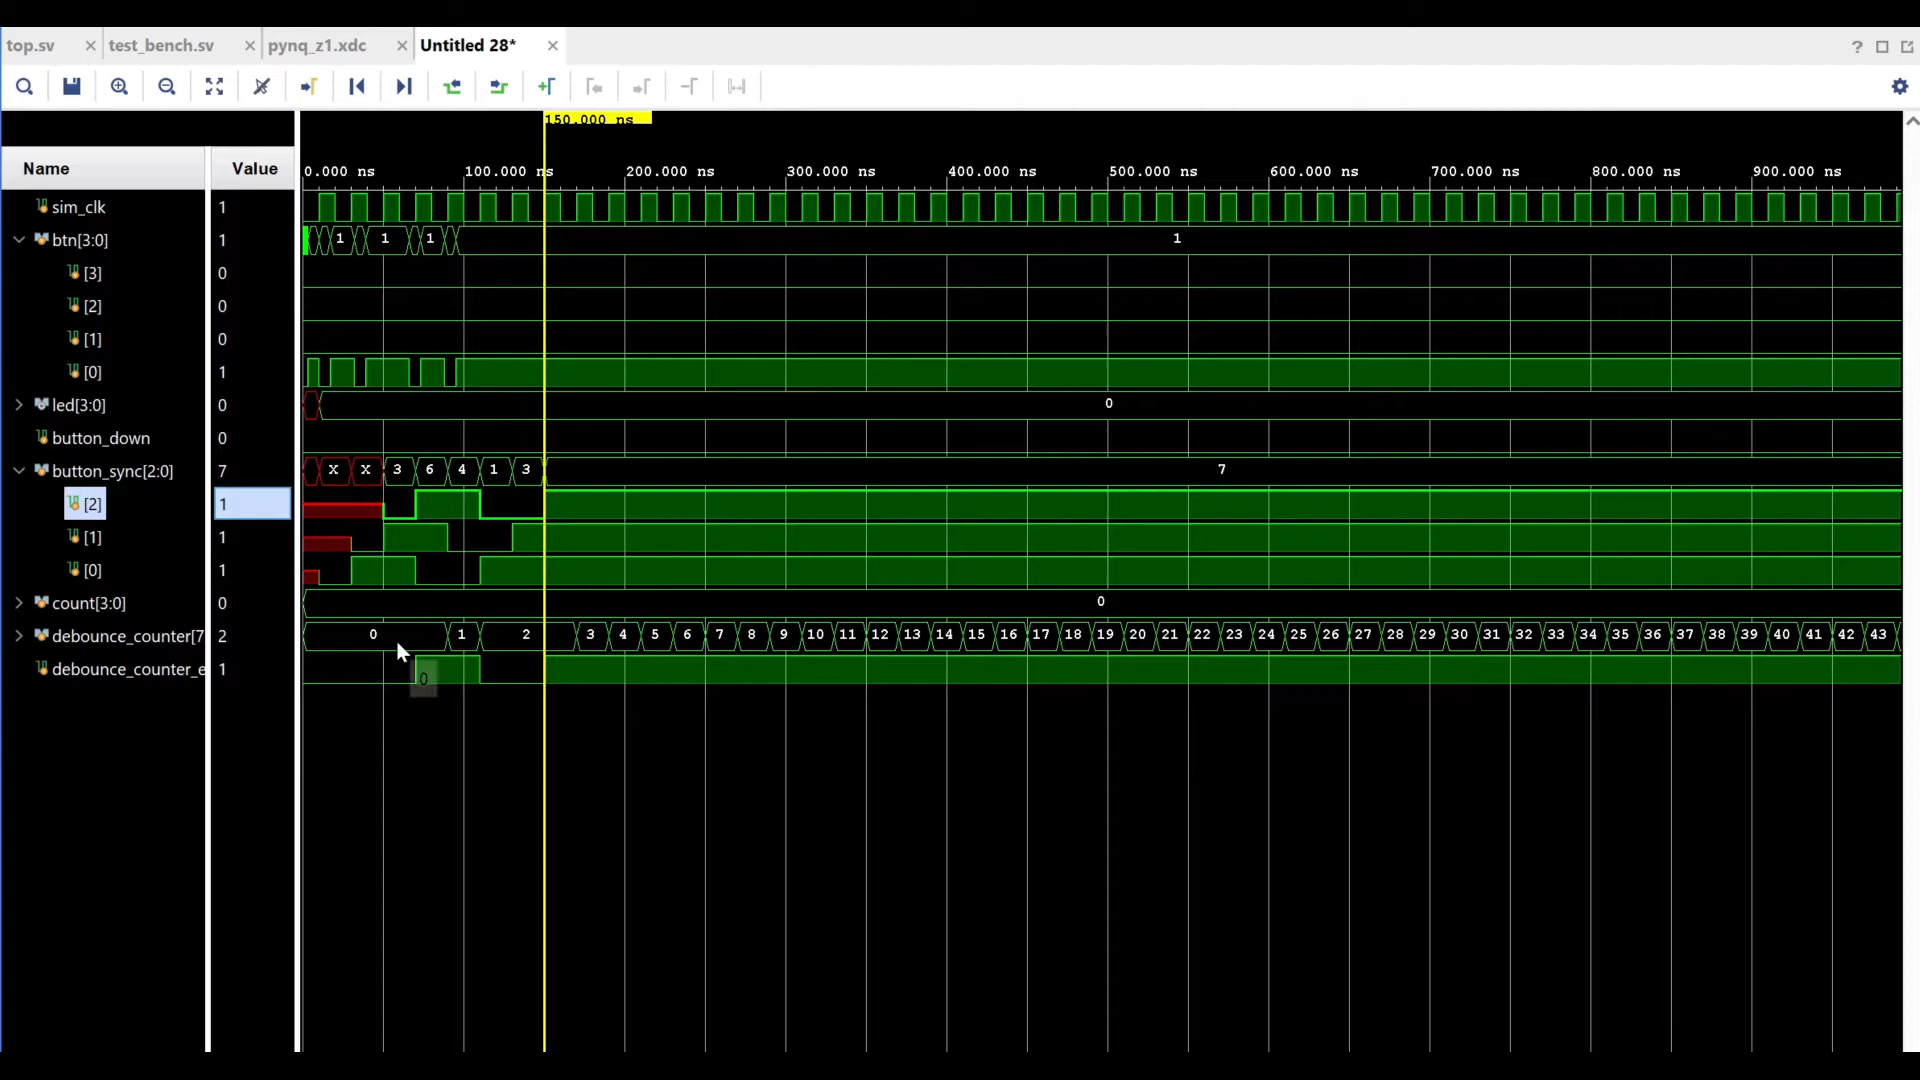 top.sv test_bench.sv pynq_z1.xdc Untitled 28*
?
150.000 ns
Name Value
0.000 ns 100.000 ns 200.000 ns 300.000 ns 400.000 ns 500.000 ns 600.000 ns 700.000 ns 800.000 ns 900.000 ns
sim_clk 1
btn[3:0] 1 1 1 1 1
[3] 0
[2] 0
[1] 0
[0] 1
led[3:0] 0 0
button_down 0
button_sync[2:0] 7 X X 3 6 4 1 3 7
[2] 1
[1] 1
[0] 1
count[3:0] 0 0
debounce_counter[7 2 0 1 2 3 4 5 6 7 8 9 10 11 12 13 14 15 16 17 18 19 20 21 22 23 24 25 26 27 28 29 30 31 32 33 34 35 36 37 38 39 40 41 42 43
debounce_counter_e 1 0